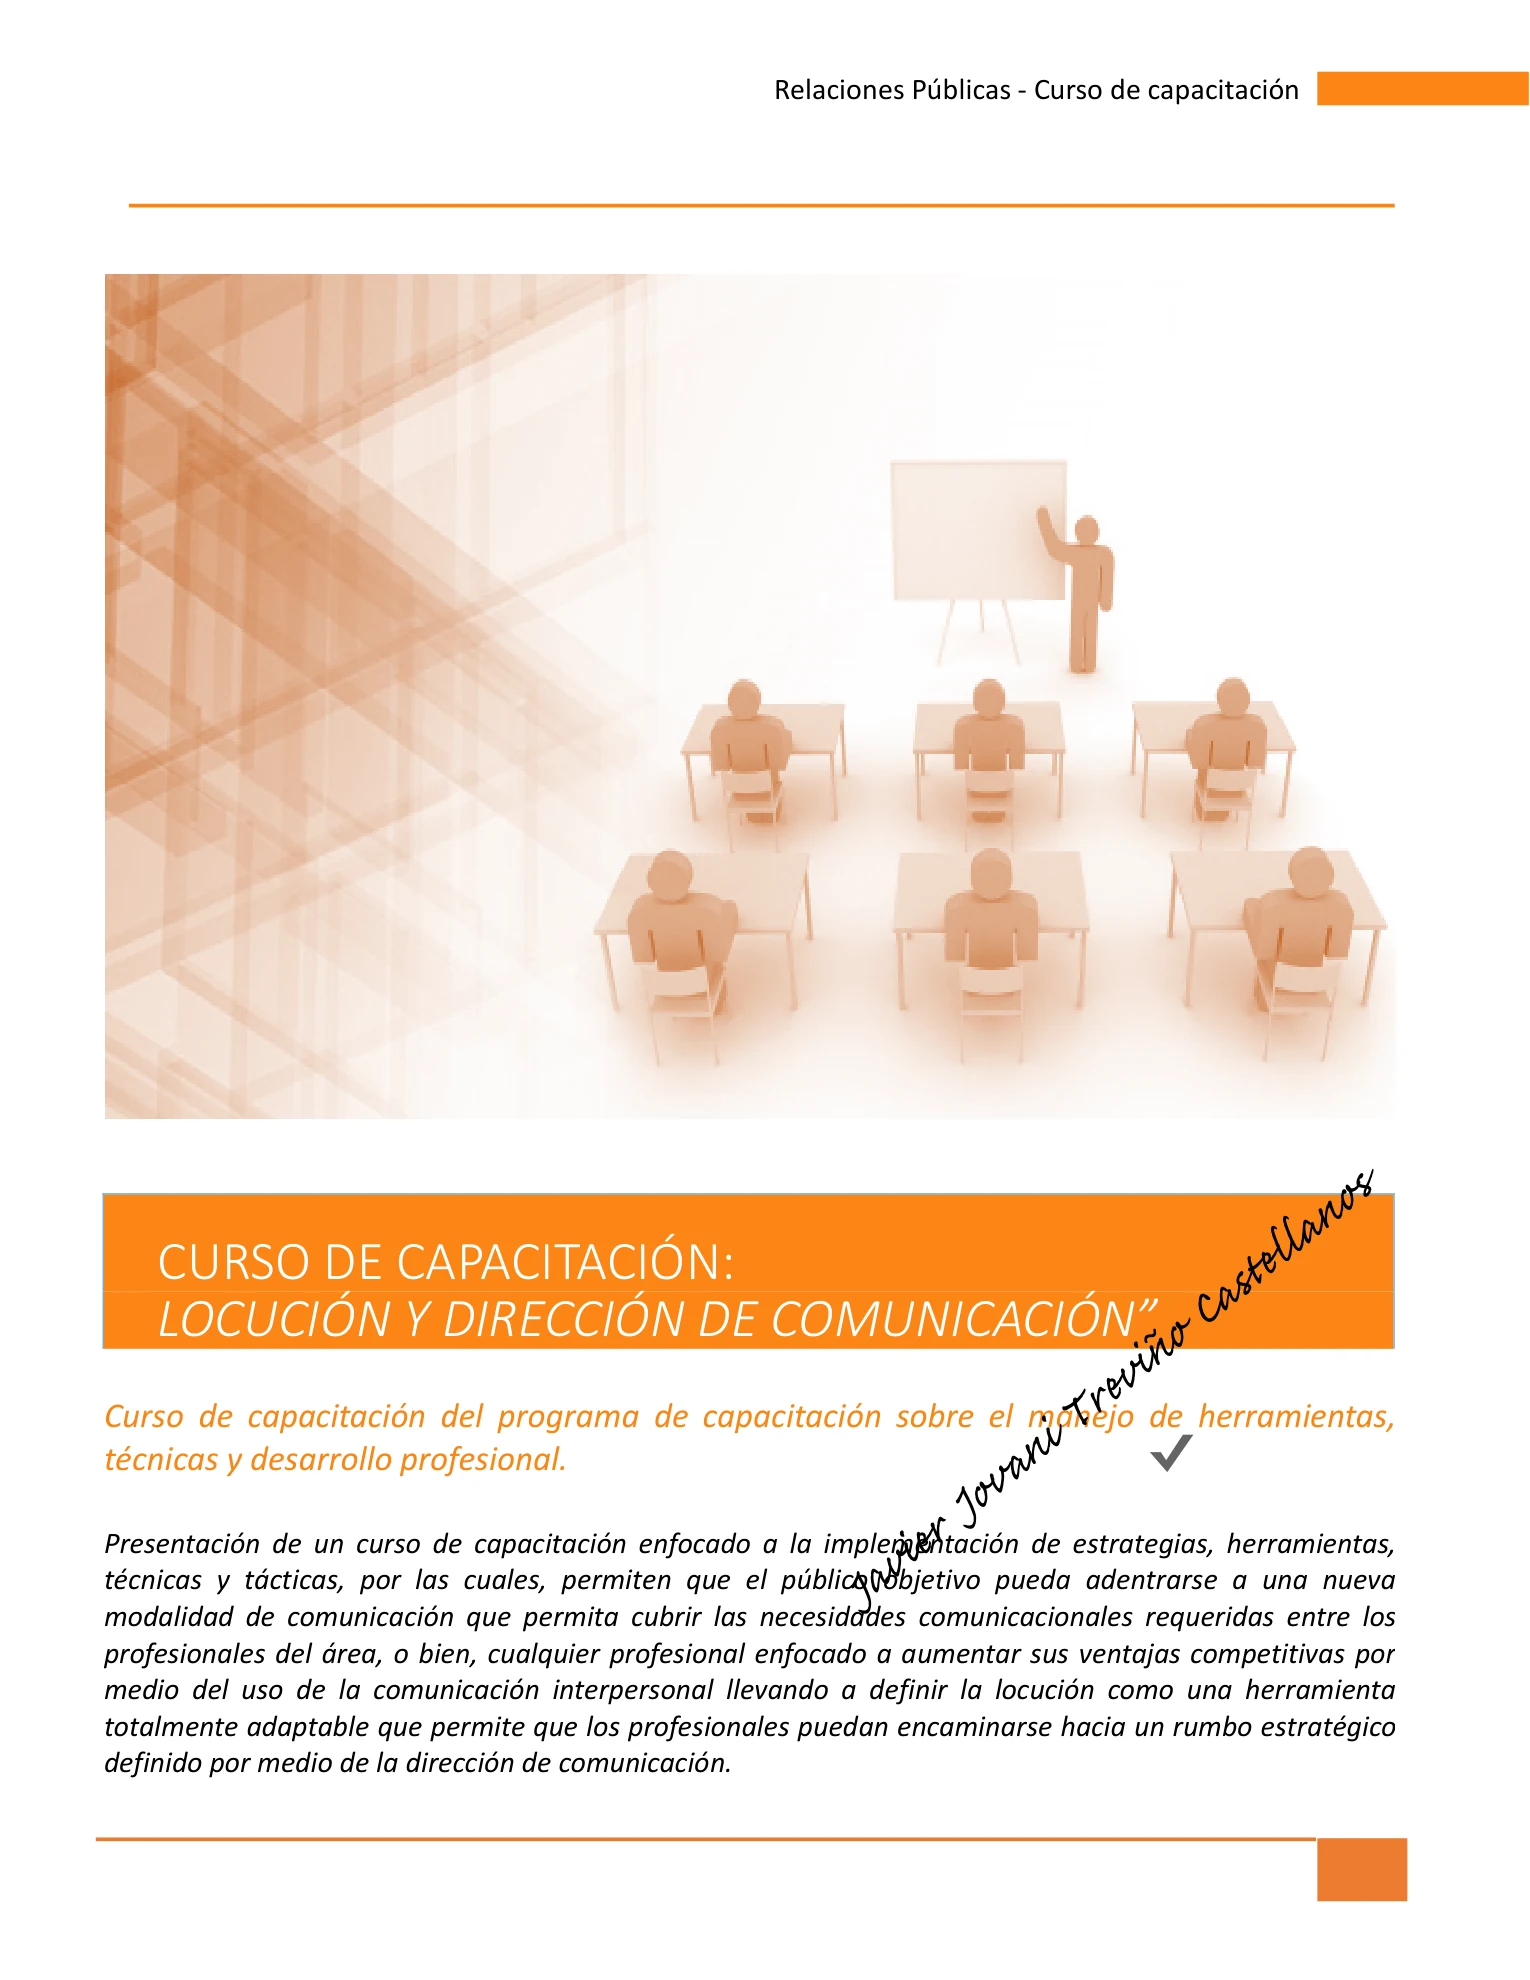 Relaciones Públicas - Curso de capacitación
CURSO DE CAPACITACIÓN:
LOCUCIÓN Y DIRECCIÓN DE COMUNICACIÓN”
Javier Jovani Treviño Castellanos
Curso de capacitación del programa de capacitación sobre el manejo de herramientas,
técnicas y desarrollo profesional.
Presentación de un curso de capacitación enfocado a la implementación de estrategias, herramientas,
técnicas y tácticas, por las cuales, permiten que el público objetivo pueda adentrarse a una nueva
modalidad de comunicación que permita cubrir las necesidades comunicacionales requeridas entre los
profesionales del área, o bien, cualquier profesional enfocado a aumentar sus ventajas competitivas por
medio del uso de la comunicación interpersonal llevando a definir la locución como una herramienta
totalmente adaptable que permite que los profesionales puedan encaminarse hacia un rumbo estratégico
definido por medio de la dirección de comunicación.